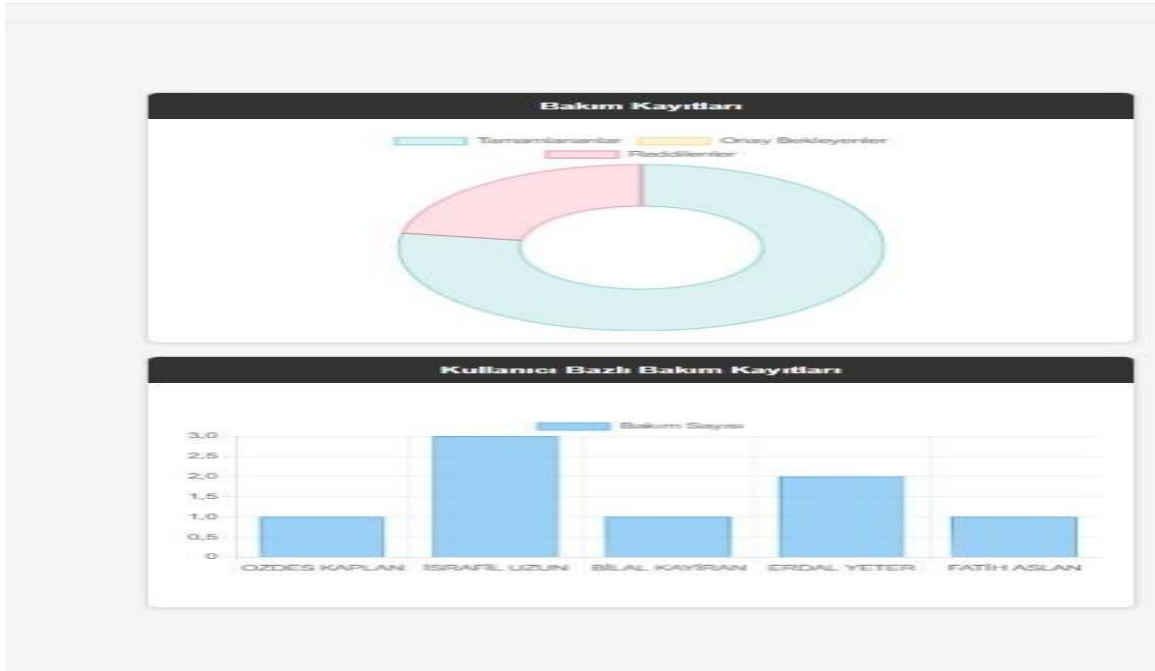 Bakım Kayıtları
Tamamlananlar Onay Bekleyenler
Reddilenler
Kullanıcı Bazlı Bakım Kayıtları
Bakım Sayısı
3,0
2,5
2,0
1,5
1,0
0,5
0
OZDES KAPLAN İSRAFİL UZUN BİLAL KAYIRAN ERDAL YETER FATİH ASLAN